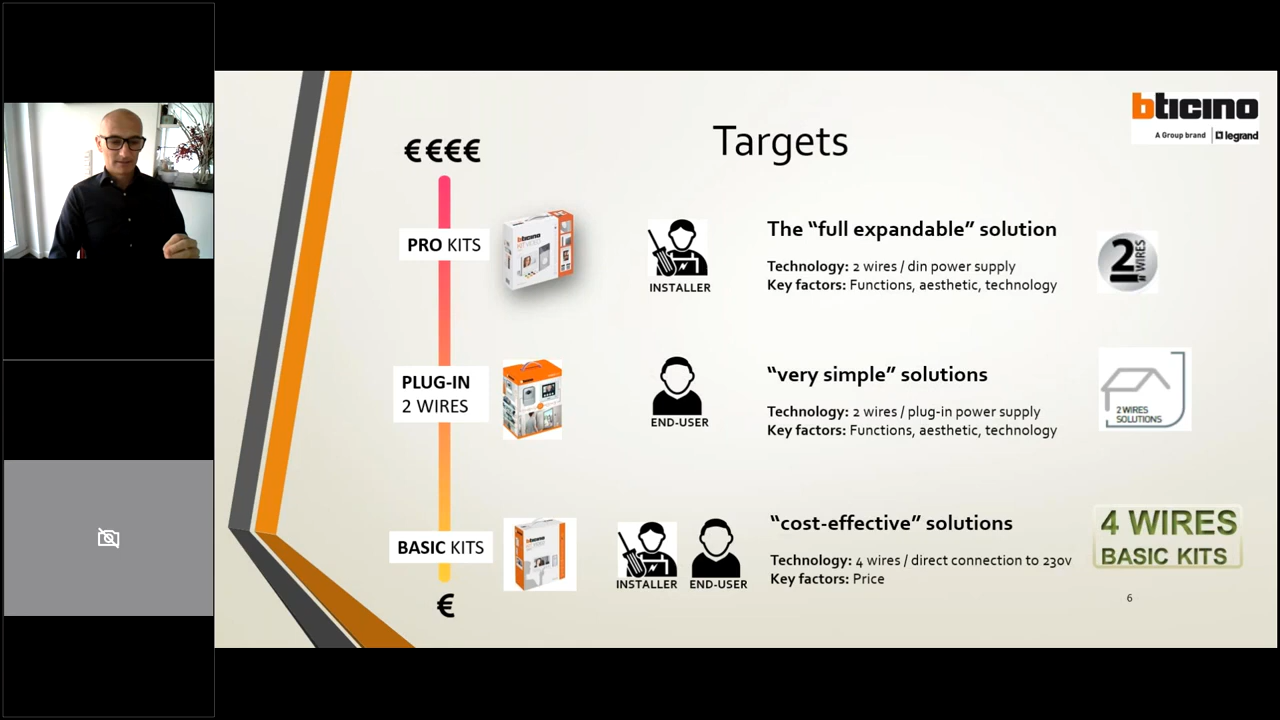 bticino
A Group brand | legrand
Targets
€€€€
PRO KITS
INSTALLER
The “full expandable” solution
Technology: 2 wires / din power supply
Key factors: Functions, aesthetic, technology
2 WIRES
PLUG-IN
2 WIRES
END-USER
“very simple” solutions
Technology: 2 wires / plug-in power supply
Key factors: Functions, aesthetic, technology
2 WIRES
SOLUTIONS
BASIC KITS
INSTALLER
END-USER
“cost-effective” solutions
Technology: 4 wires / direct connection to 230v
Key factors: Price
4 WIRES
BASIC KITS
€
6